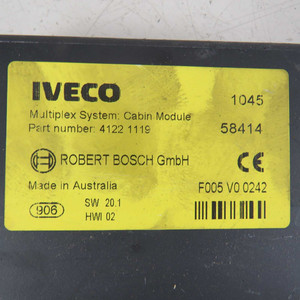 IVECO 1045
Multiplex System: Cabin Module
Part number: 4122 1119 58414
ROBERT BOSCH GmbH CE
Made in Australia F005 V0 0242
906 SW 20.1
HWI 02